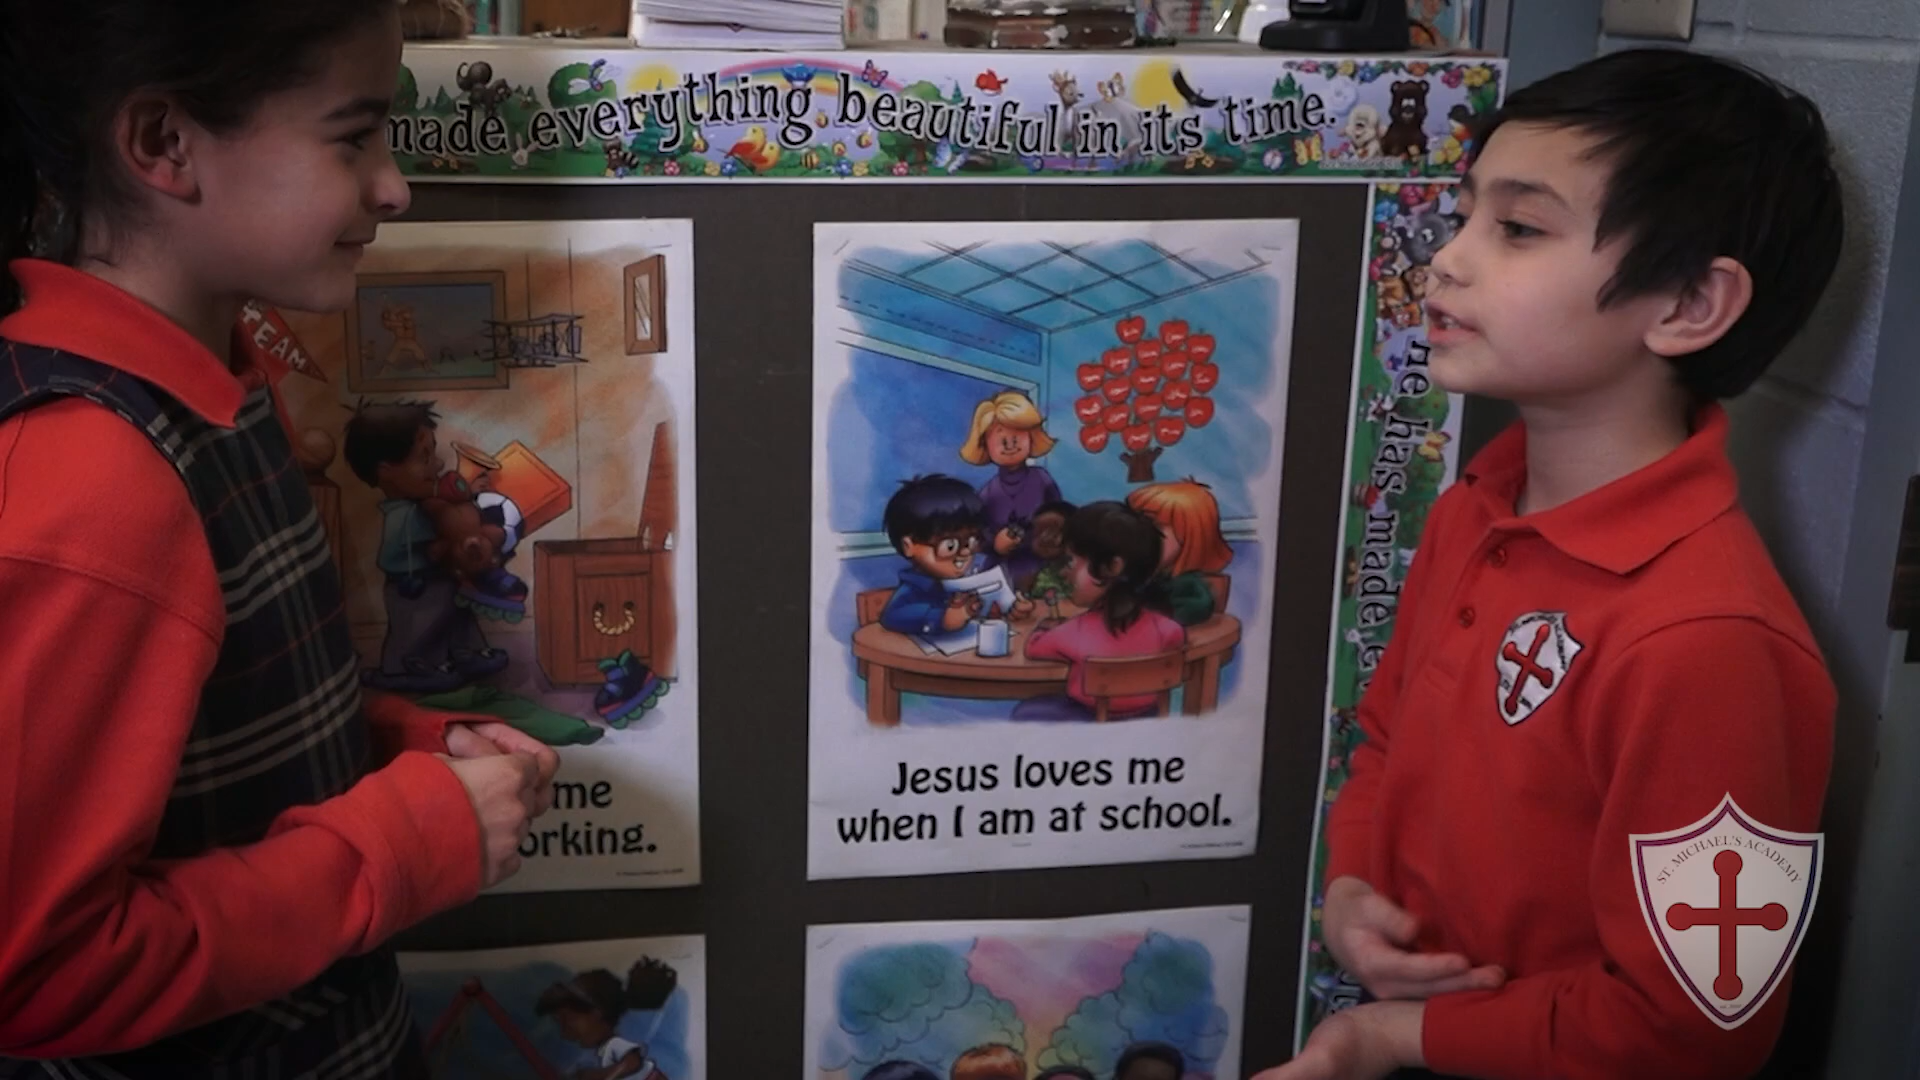 made everything beautiful in its time.
He has made
TEAM
me
orking.
Jesus loves me
when I am at school.
ST. MICHAEL'S ACADEMY